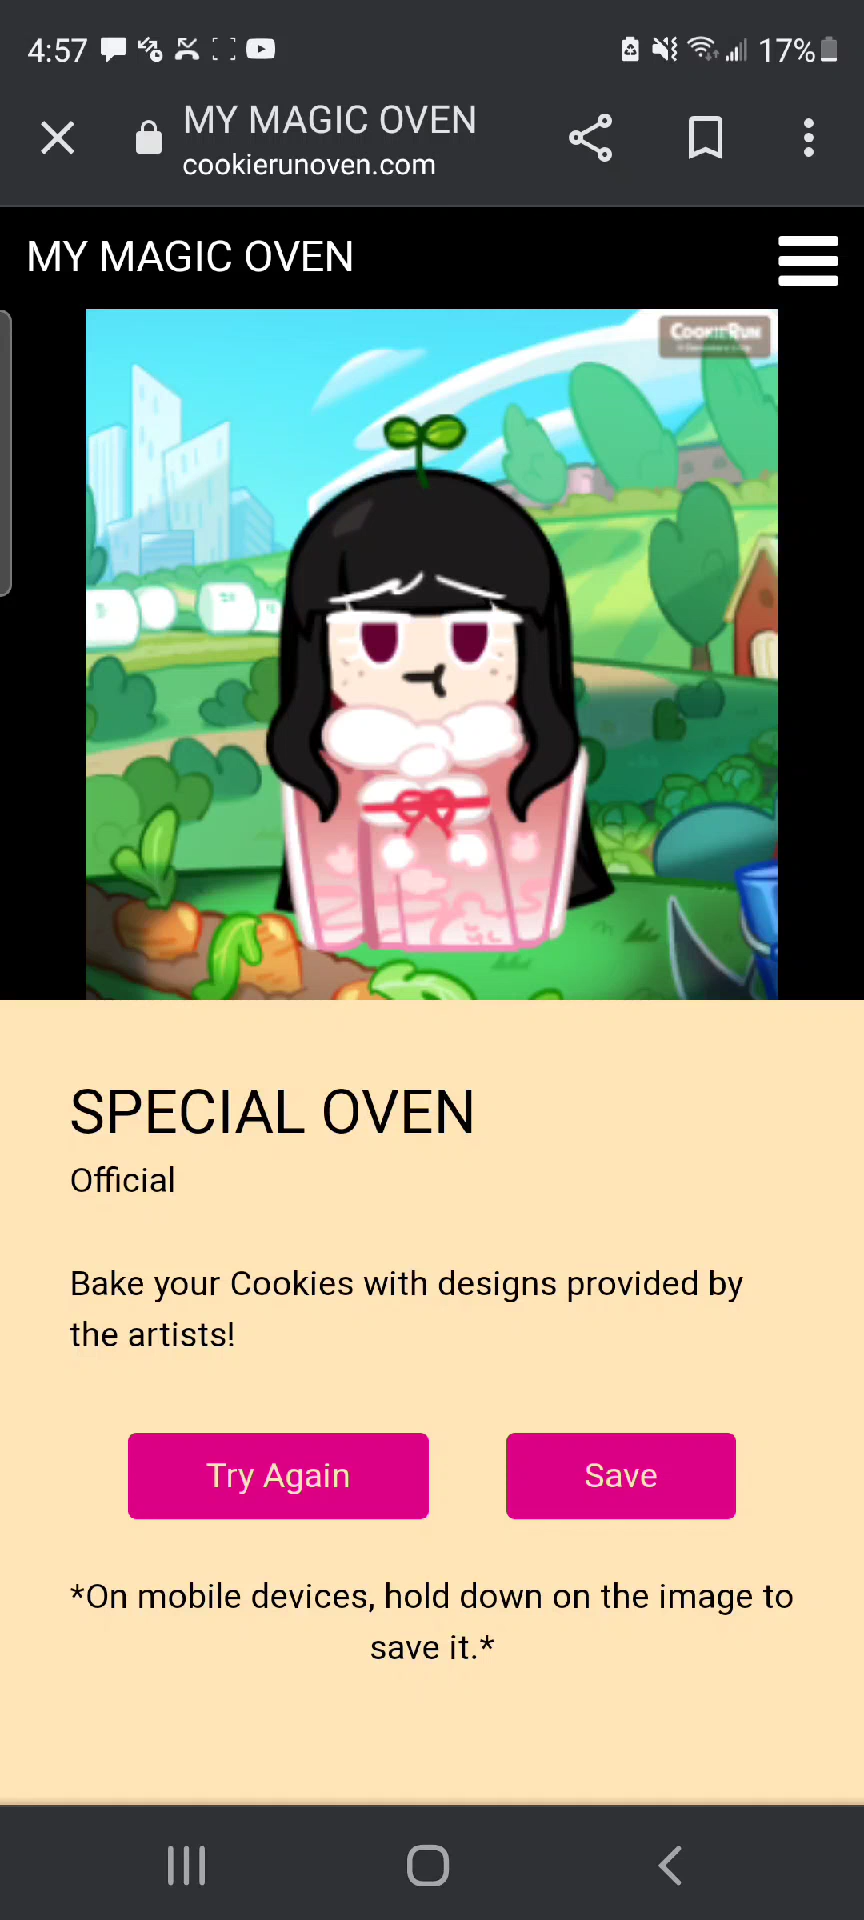 4:57
17%
MY MAGIC OVEN
cookierunoven.com
MY MAGIC OVEN
COOKIERUN
SPECIAL OVEN
Official
Bake your Cookies with designs provided by
the artists!
Try Again
Save
*On mobile devices, hold down on the image to
save it.*